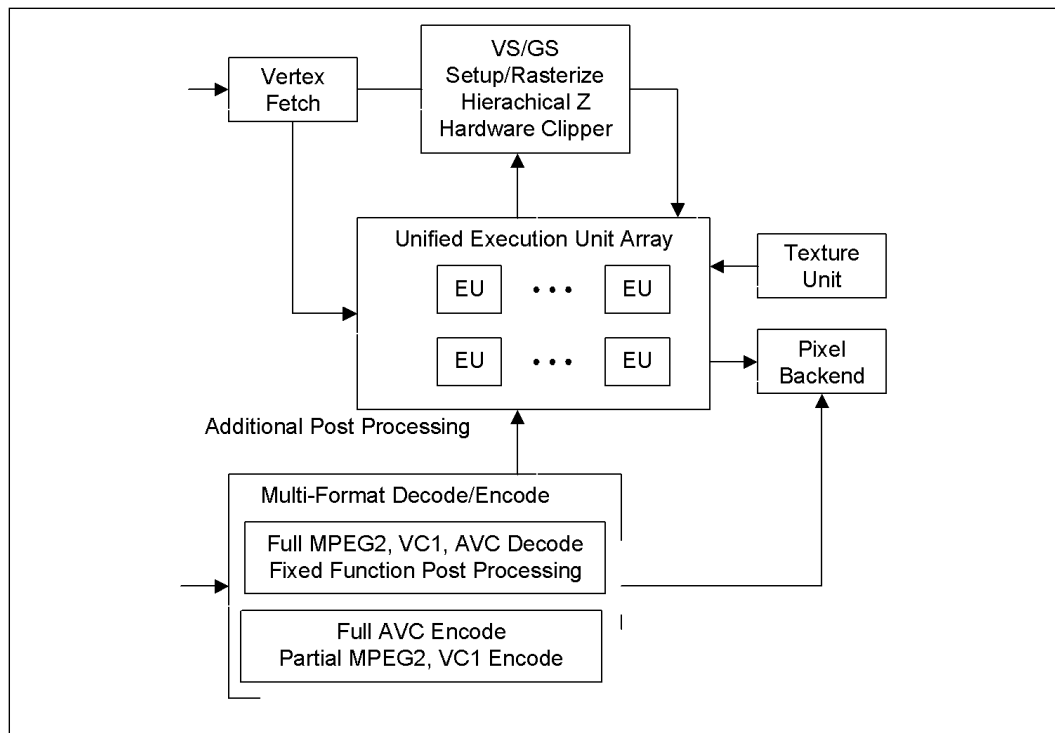 Vertex
Fetch
VS/GS
Setup/Rasterize
Hierachical Z
Hardware Clipper
Unified Execution Unit Array
EU • • • EU
EU • • • EU
Texture
Unit
Pixel
Backend
Additional Post Processing
Multi-Format Decode/Encode
Full MPEG2, VC1, AVC Decode
Fixed Function Post Processing
Full AVC Encode
Partial MPEG2, VC1 Encode